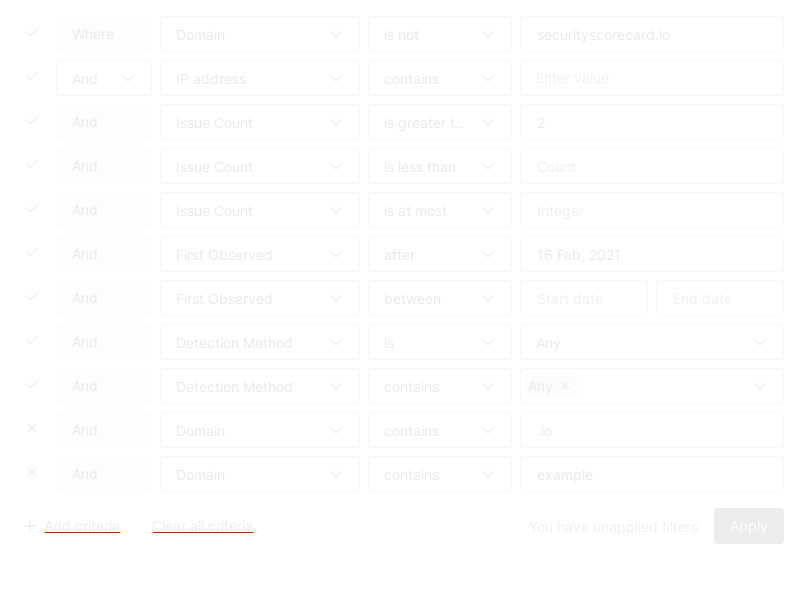 Where Domain is not securityscorecard.io
And IP address contains Enter value
And Issue Count is greater t.. 2
And Issue Count is less than Count
And Issue Count is at most Integer
And First Observed after 16 Feb, 2021
And First Observed between Start date End date
And Detection Method is Any
And Detection Method contains Any
And Domain contains .io
And Domain contains example
Add criteria Clear all criteria You have unapplied filters Apply